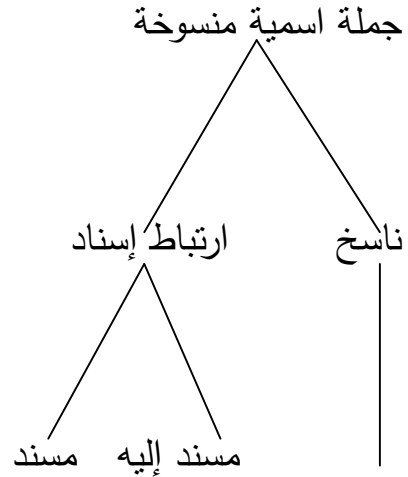 جملة اسمية منسوخة
ناسخ ارتباط إسناد
مسند إليه مسند